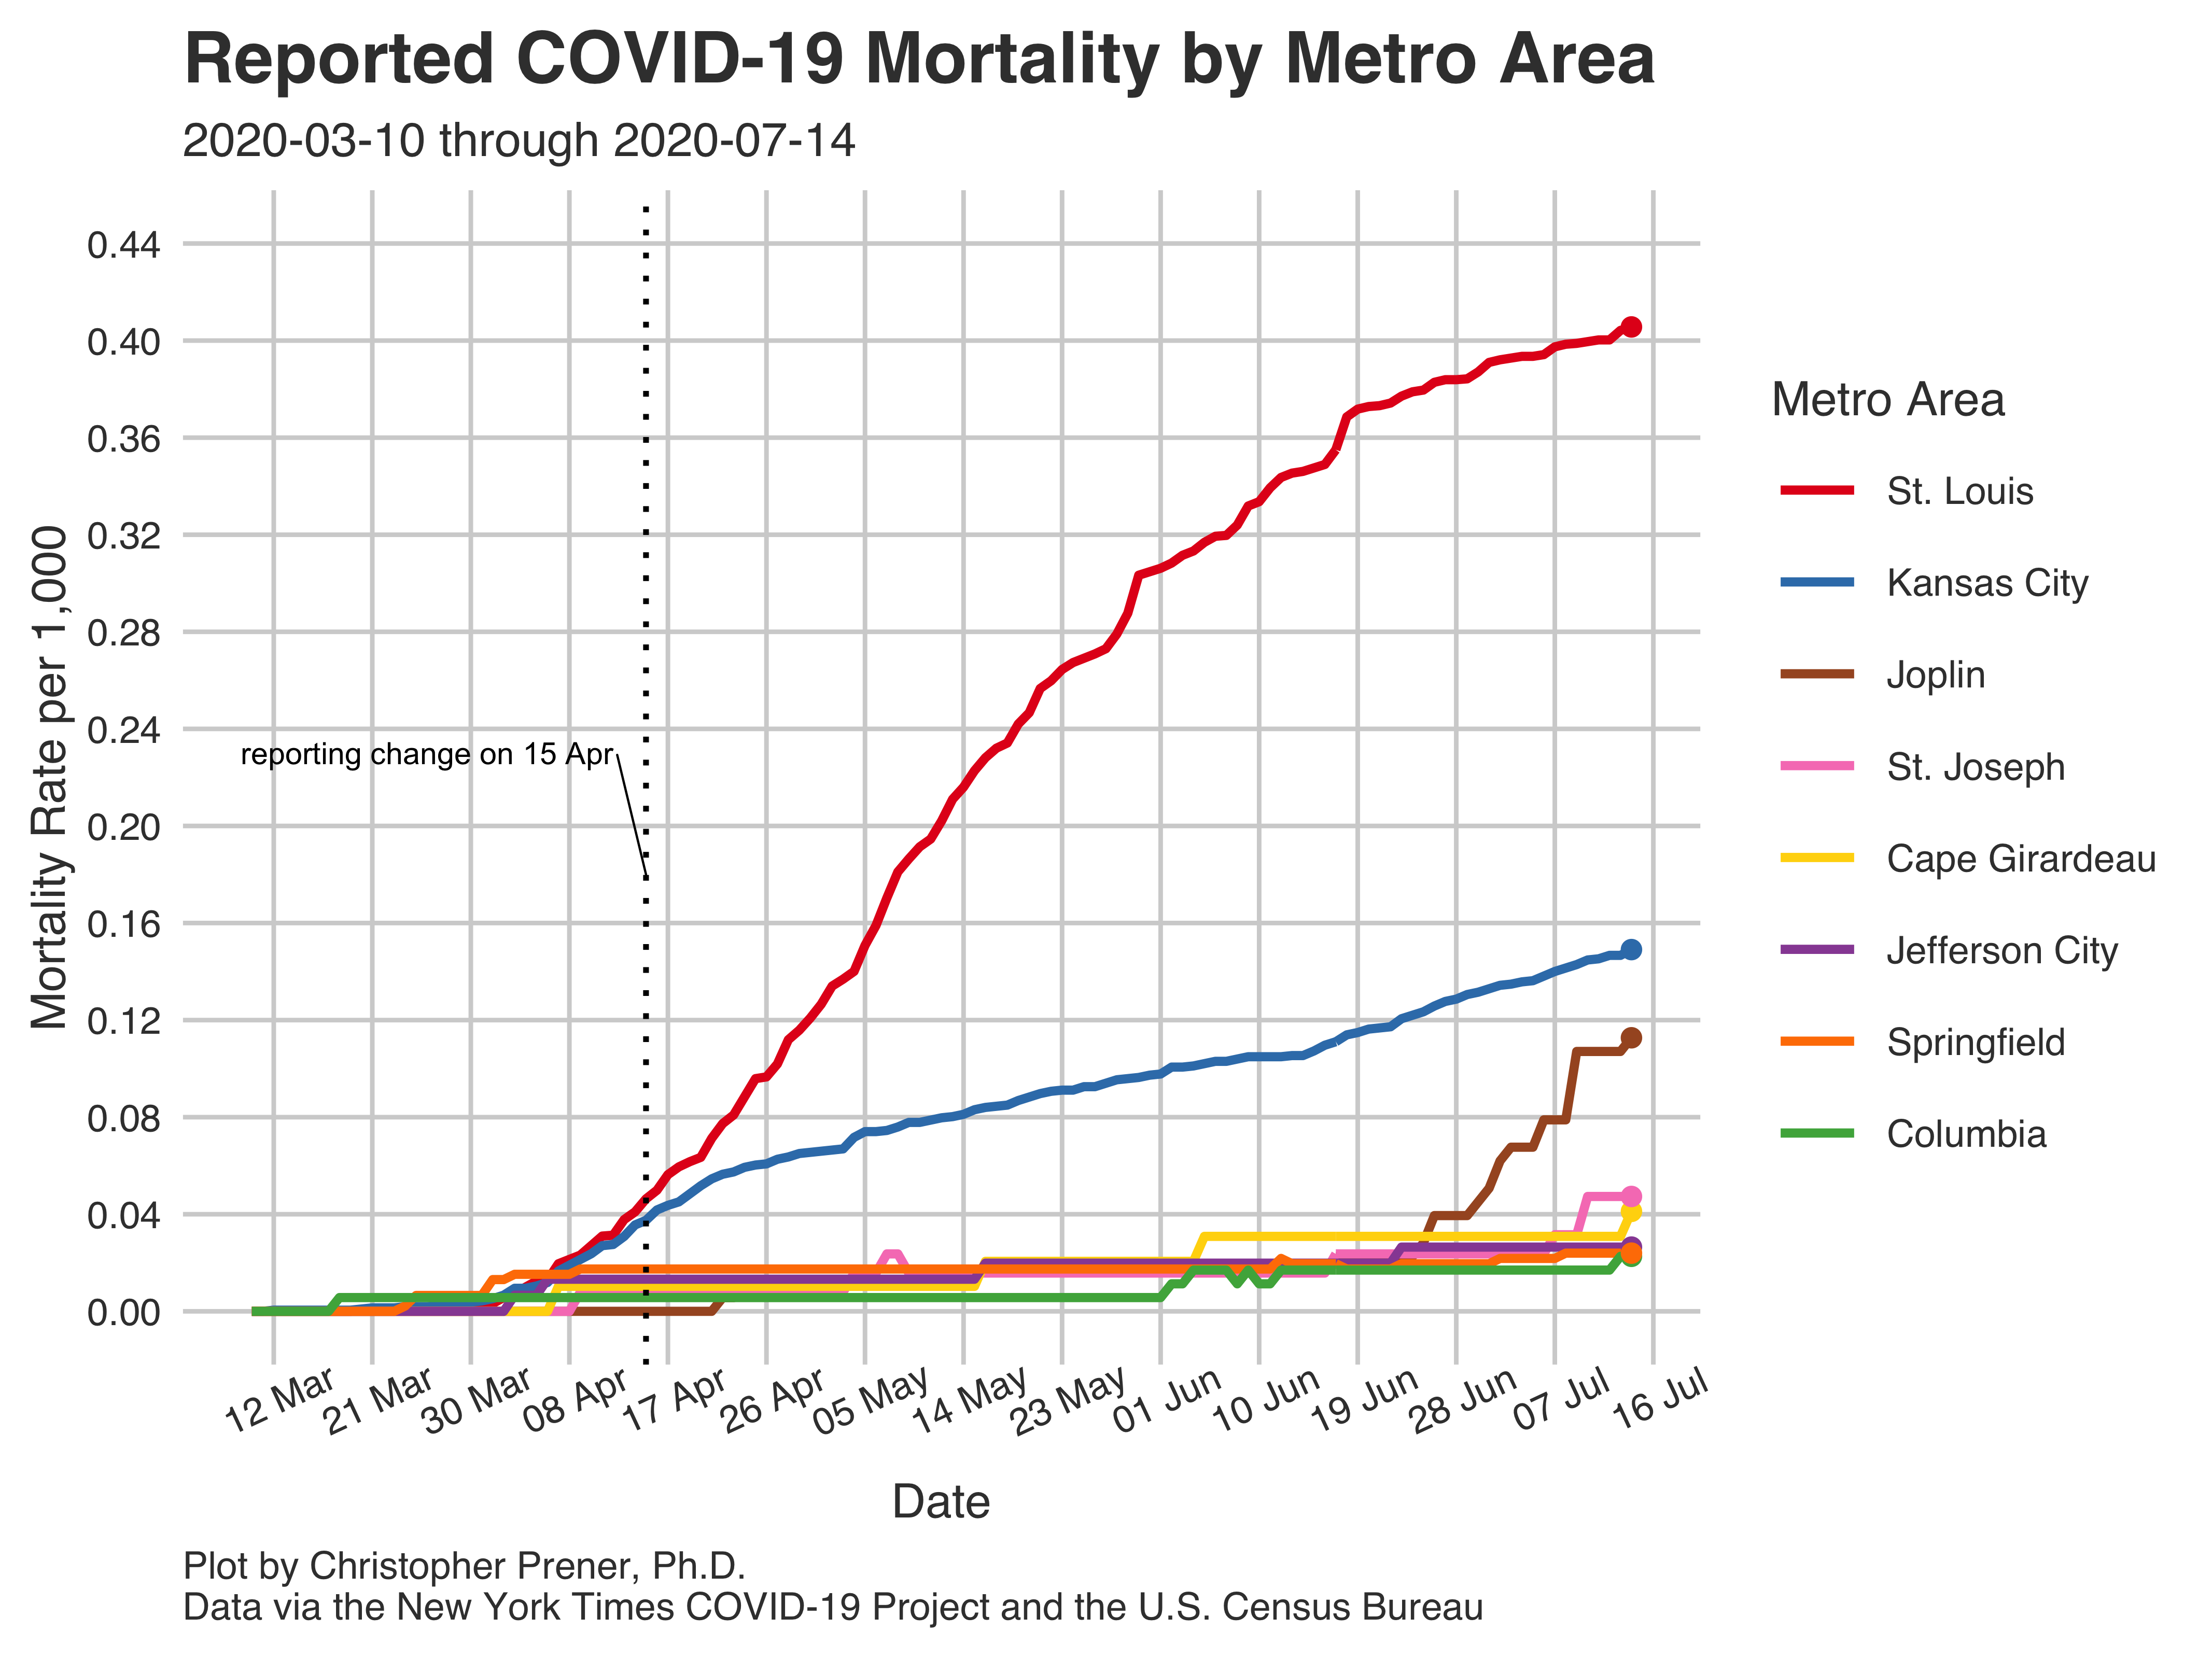 Reported COVID-19 Mortality by Metro Area
2020-03-10 through 2020-07-14
Mortality Rate per 1,000
0.44
0.40
0.36
0.32
0.28
0.24
0.20
0.16
0.12
0.08
0.04
0.00
reporting change on 15 Apr
12 Mar
21 Mar
30 Mar
08 Apr
17 Apr
26 Apr
05 May
14 May
23 May
01 Jun
10 Jun
19 Jun
28 Jun
07 Jul
16 Jul
Date
Metro Area
St. Louis
Kansas City
Joplin
St. Joseph
Cape Girardeau
Jefferson City
Springfield
Columbia
Plot by Christopher Prener, Ph.D.
Data via the New York Times COVID-19 Project and the U.S. Census Bureau